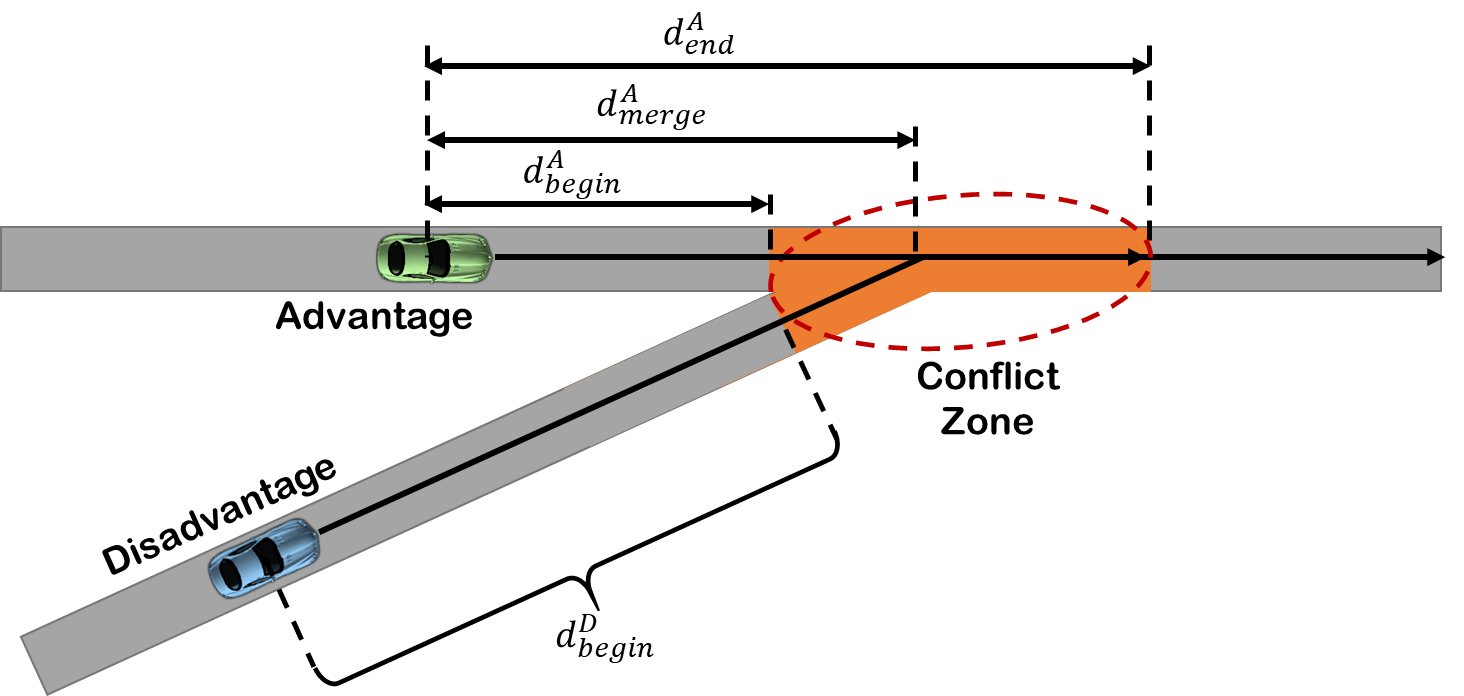 d^A_end
d^A_merge
d^A_begin
Advantage
Conflict
Zone
Disadvantage
d^D_begin